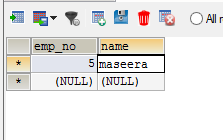 All r
emp_no name
* 5 maseera
* (NULL) (NULL)